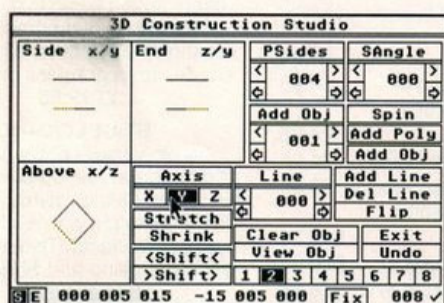 3D Construction Studio
Side x/y End z/y PSides SAngle
< 004 > < 000 >
Add Obj Spin
< 001 > Add Poly
Add Obj
Above x/z Axis Line Add Line
X Y Z < 000 > Del Line
Stretch Flip
Shrink Clear Obj Exit
<Shift< View Obj Undo
>Shift> 1 2 3 4 5 6 7 8
S E 000 005 015 -15 005 000 Fix 008